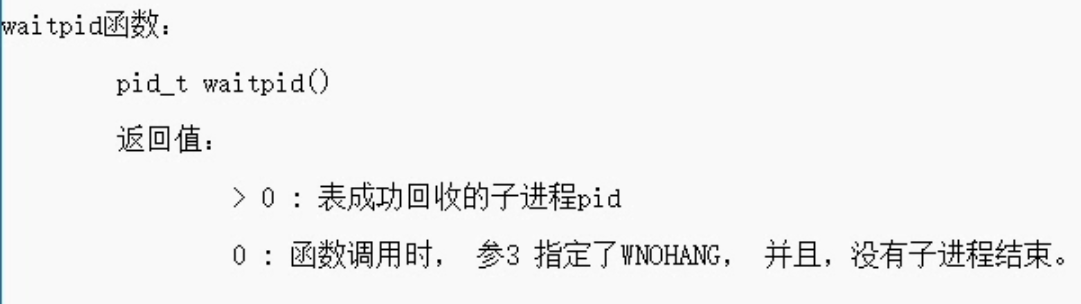 waitpid函数：
pid_t waitpid()
返回值：
> 0 : 表成功回收的子进程pid
0 : 函数调用时， 参3 指定了WNOHANG， 并且，没有子进程结束。